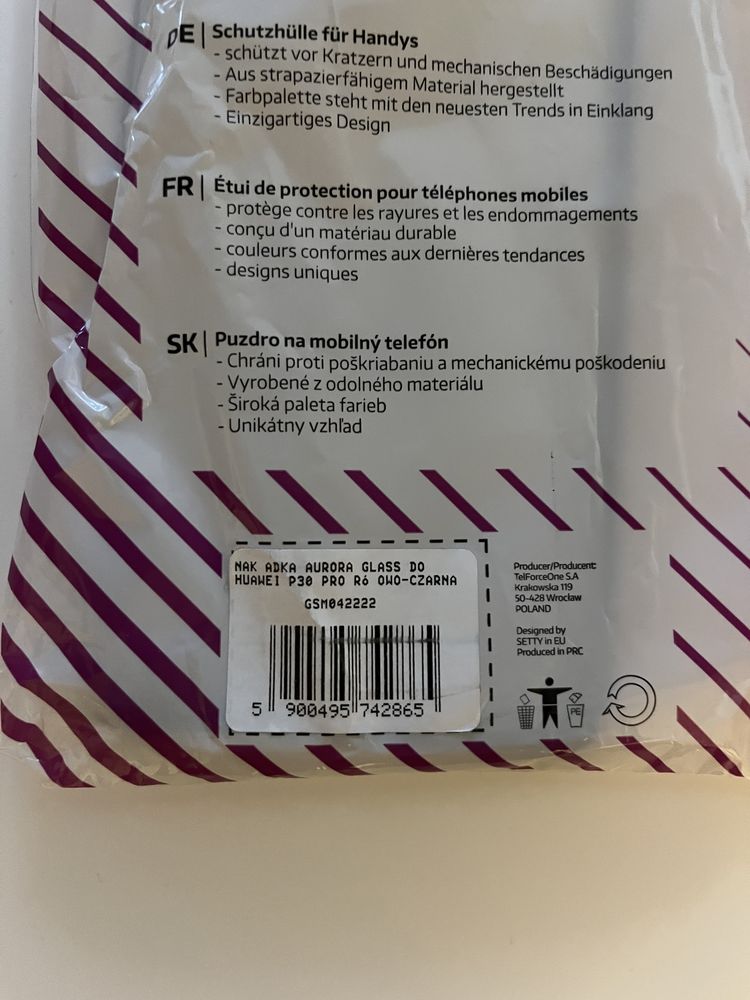 DE | Schutzhülle für Handys
- schützt vor Kratzern und mechanischen Beschädigungen
- Aus strapazierfähigem Material hergestellt
- Farbpalette steht mit den neuesten Trends in Einklang
- Einzigartiges Design
FR | Étui de protection pour téléphones mobiles
- protège contre les rayures et les endommagements
- conçu d'un matériau durable
- couleurs conformes aux dernières tendances
- designs uniques
SK | Puzdro na mobilný telefón
- Chráni proti poškriabaniu a mechanickému poškodeniu
- Vyrobené z odolného materiálu
- Široká paleta farieb
- Unikátny vzhľad
NAK ADKA AURORA GLASS DO
HUAWEI P30 PRO Ró OWO-CZARNA
GSM042222
5 900495 742865
Producer/Producent:
TelForceOne S.A
Krakowska 119
50-428 Wrocław
POLAND
Designed by
SETTY in EU
Produced in PRC
PE